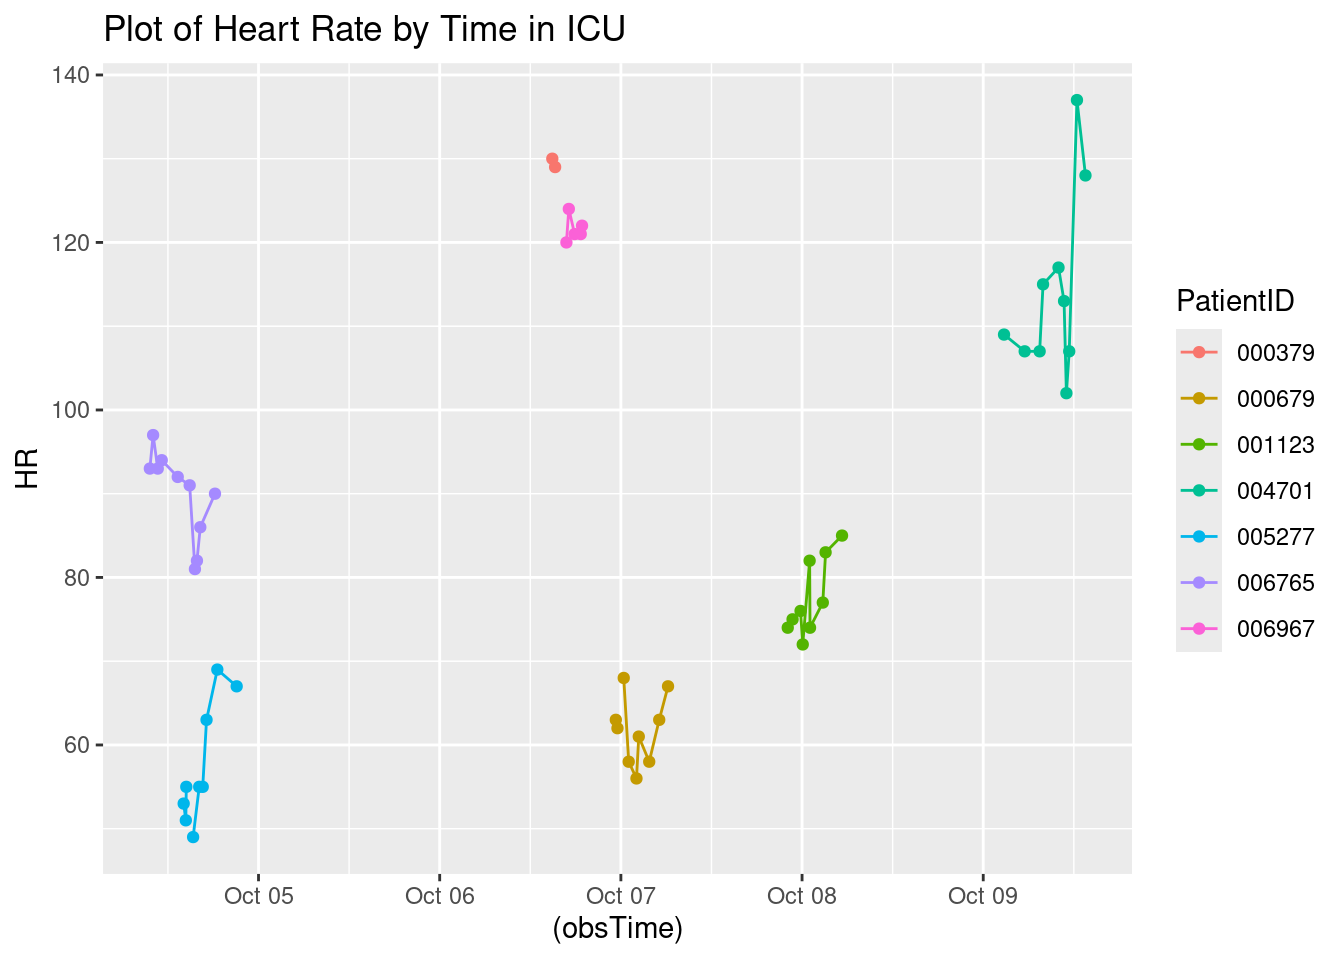 Plot of Heart Rate by Time in ICU
140
120
100
80
60
HR
Oct 05
Oct 06
Oct 07
Oct 08
Oct 09
(obsTime)
PatientID
000379
000679
001123
004701
005277
006765
006967